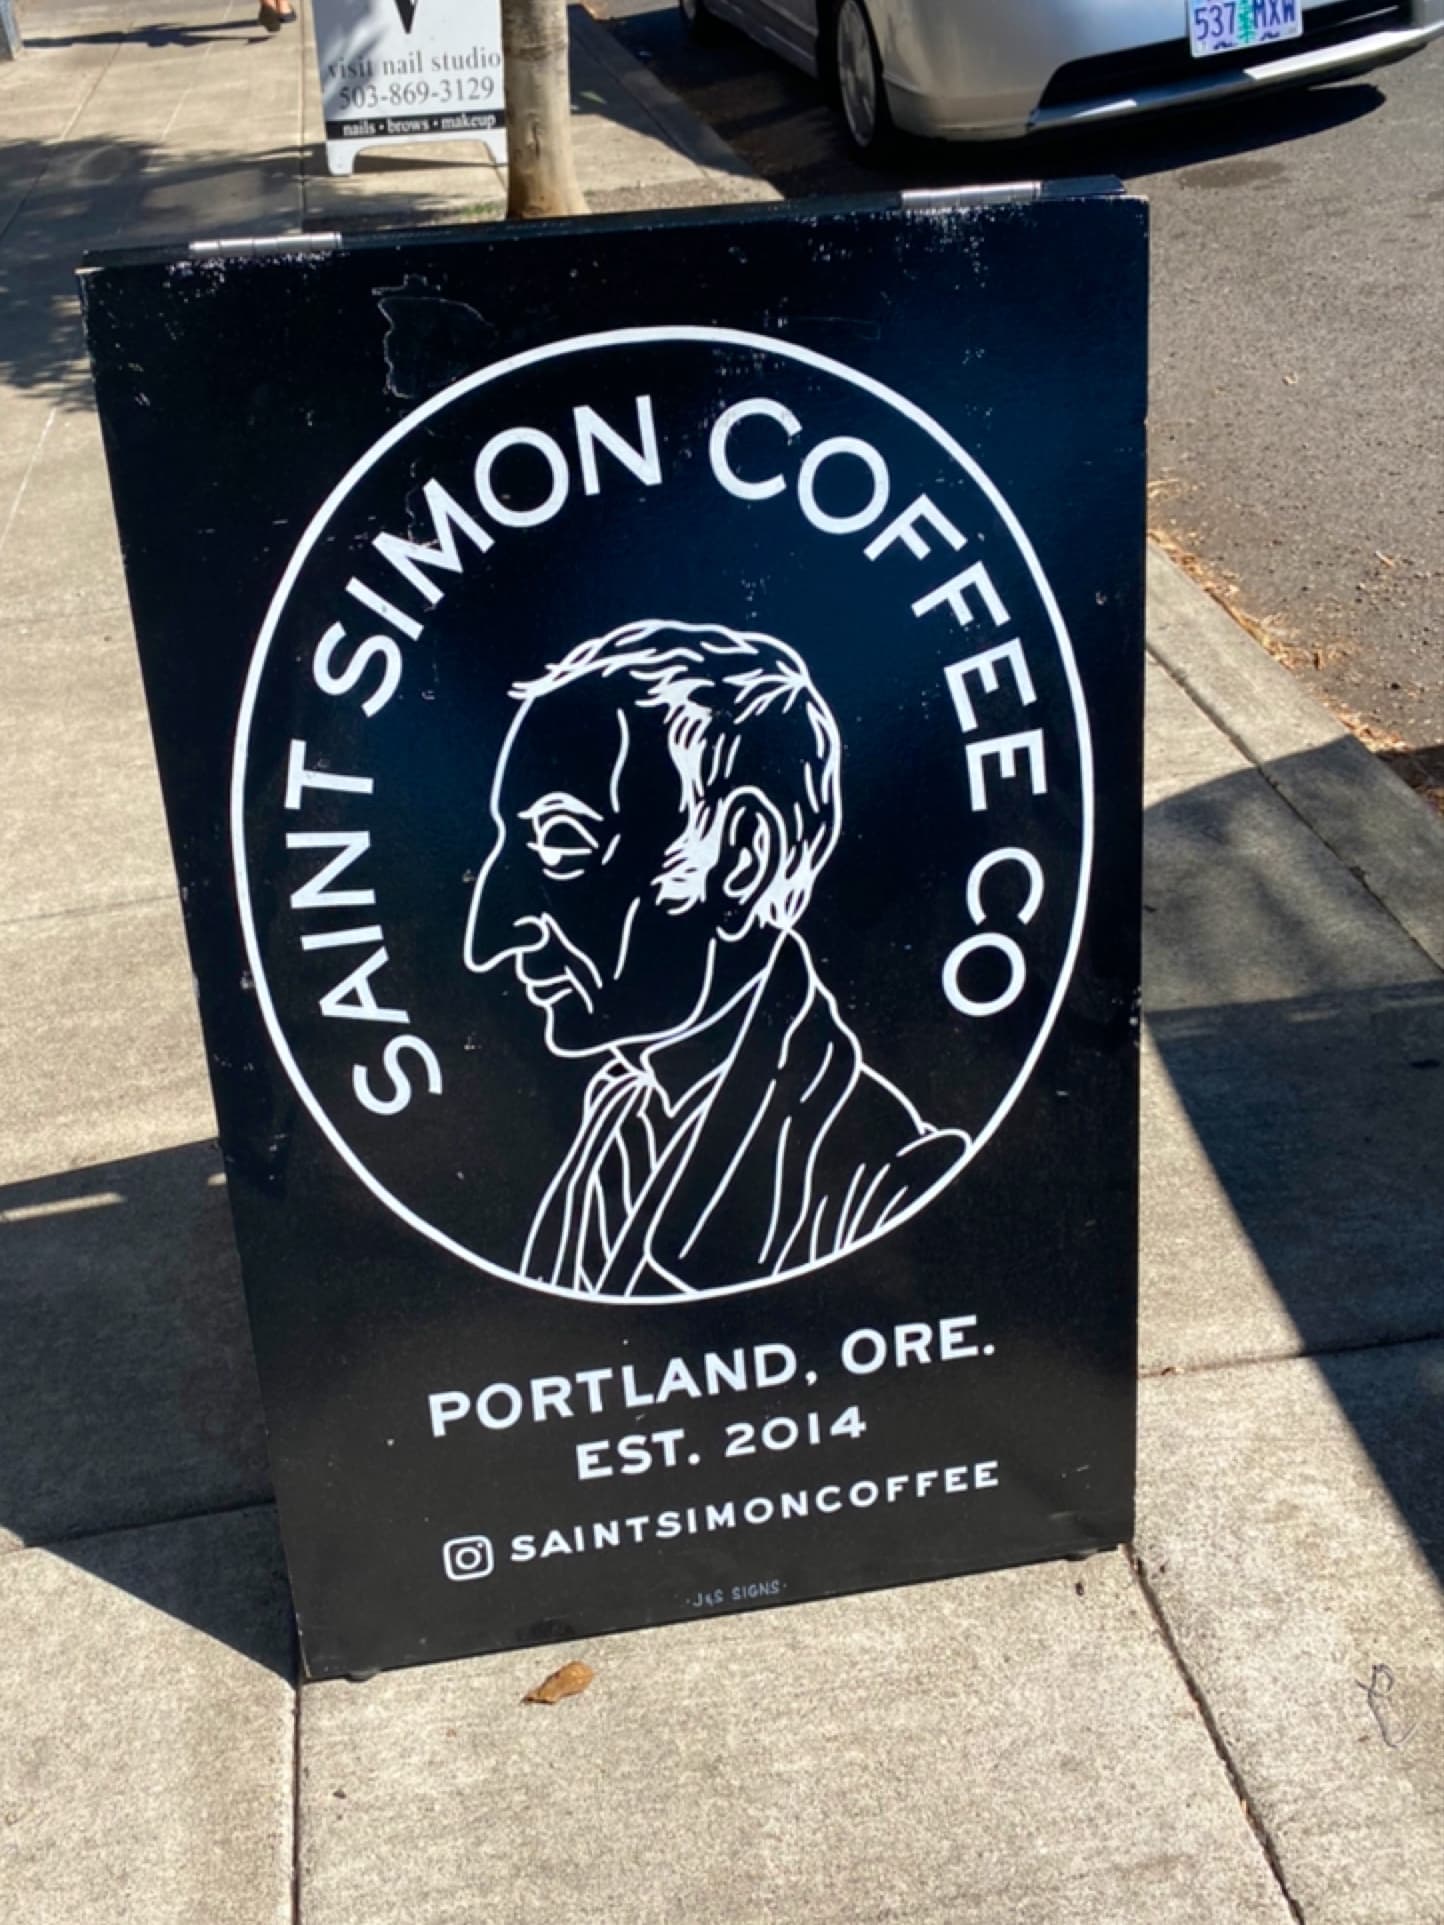 visit nail studio
503-869-3129
nails • brows • makeup
537 MXW
SAINT SIMON COFFEE CO
PORTLAND, ORE.
EST. 2014
SAINTSIMONCOFFEE
·J&S SIGNS·